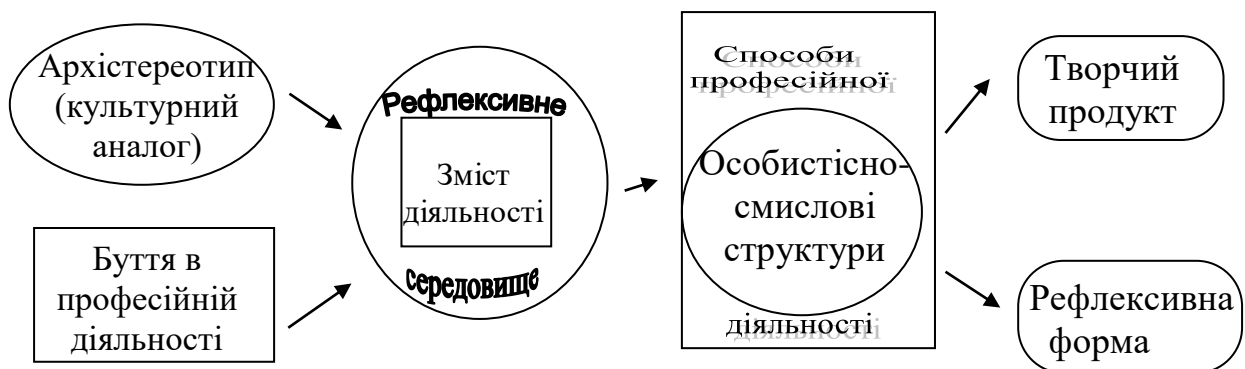 Архістереотип
(культурний
аналог)
Буття в
професійній
діяльності
Рефлексивне
Зміст
діяльності
середовище
Способи
професійної
Особистісно-
смислові
структури
діяльності
Творчий
продукт
Рефлексивна
форма